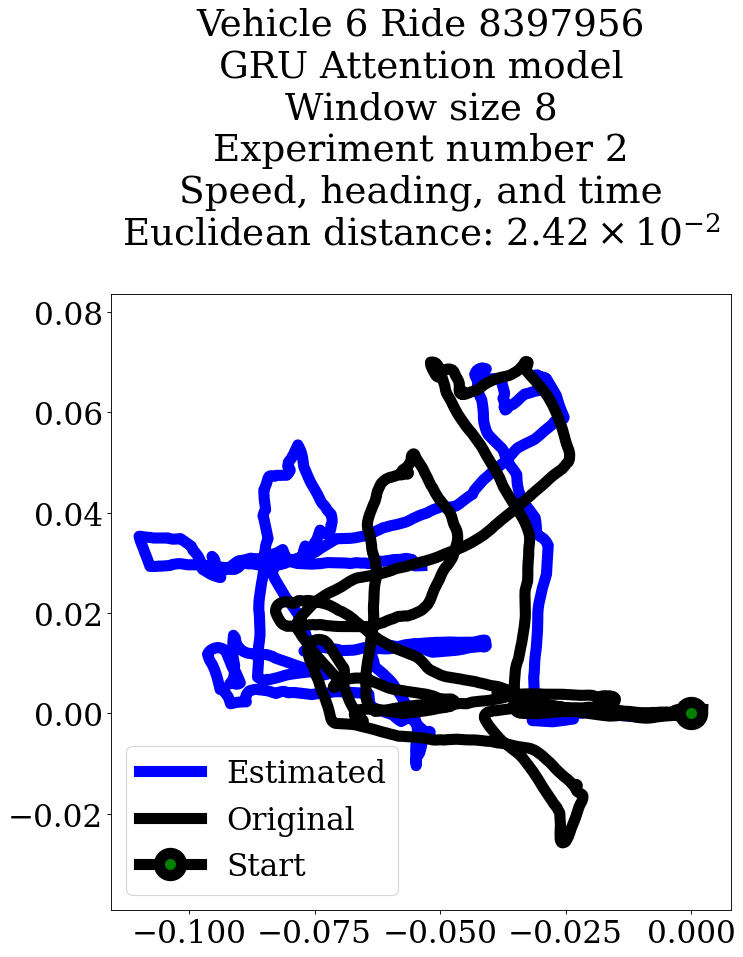 Vehicle 6 Ride 8397956
GRU Attention model
Window size 8
Experiment number 2
Speed, heading, and time
Euclidean distance: 2.42 × 10⁻²
0.08
0.06
0.04
0.02
0.00
−0.02
Estimated
Original
Start
−0.100 −0.075 −0.050 −0.025 0.000